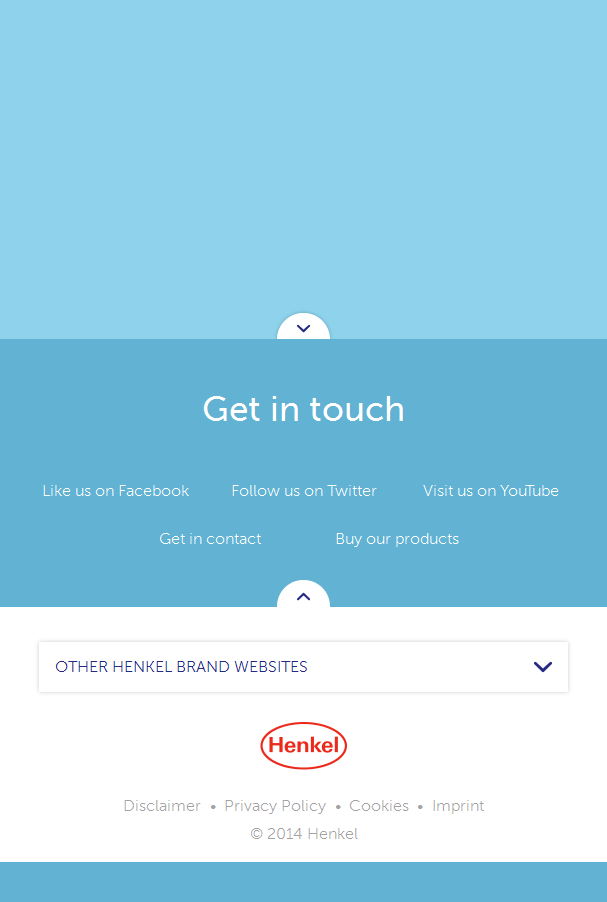 Get in touch
Like us on Facebook Follow us on Twitter Visit us on YouTube
Get in contact Buy our products
OTHER HENKEL BRAND WEBSITES
Henkel
Disclaimer • Privacy Policy • Cookies • Imprint
© 2014 Henkel